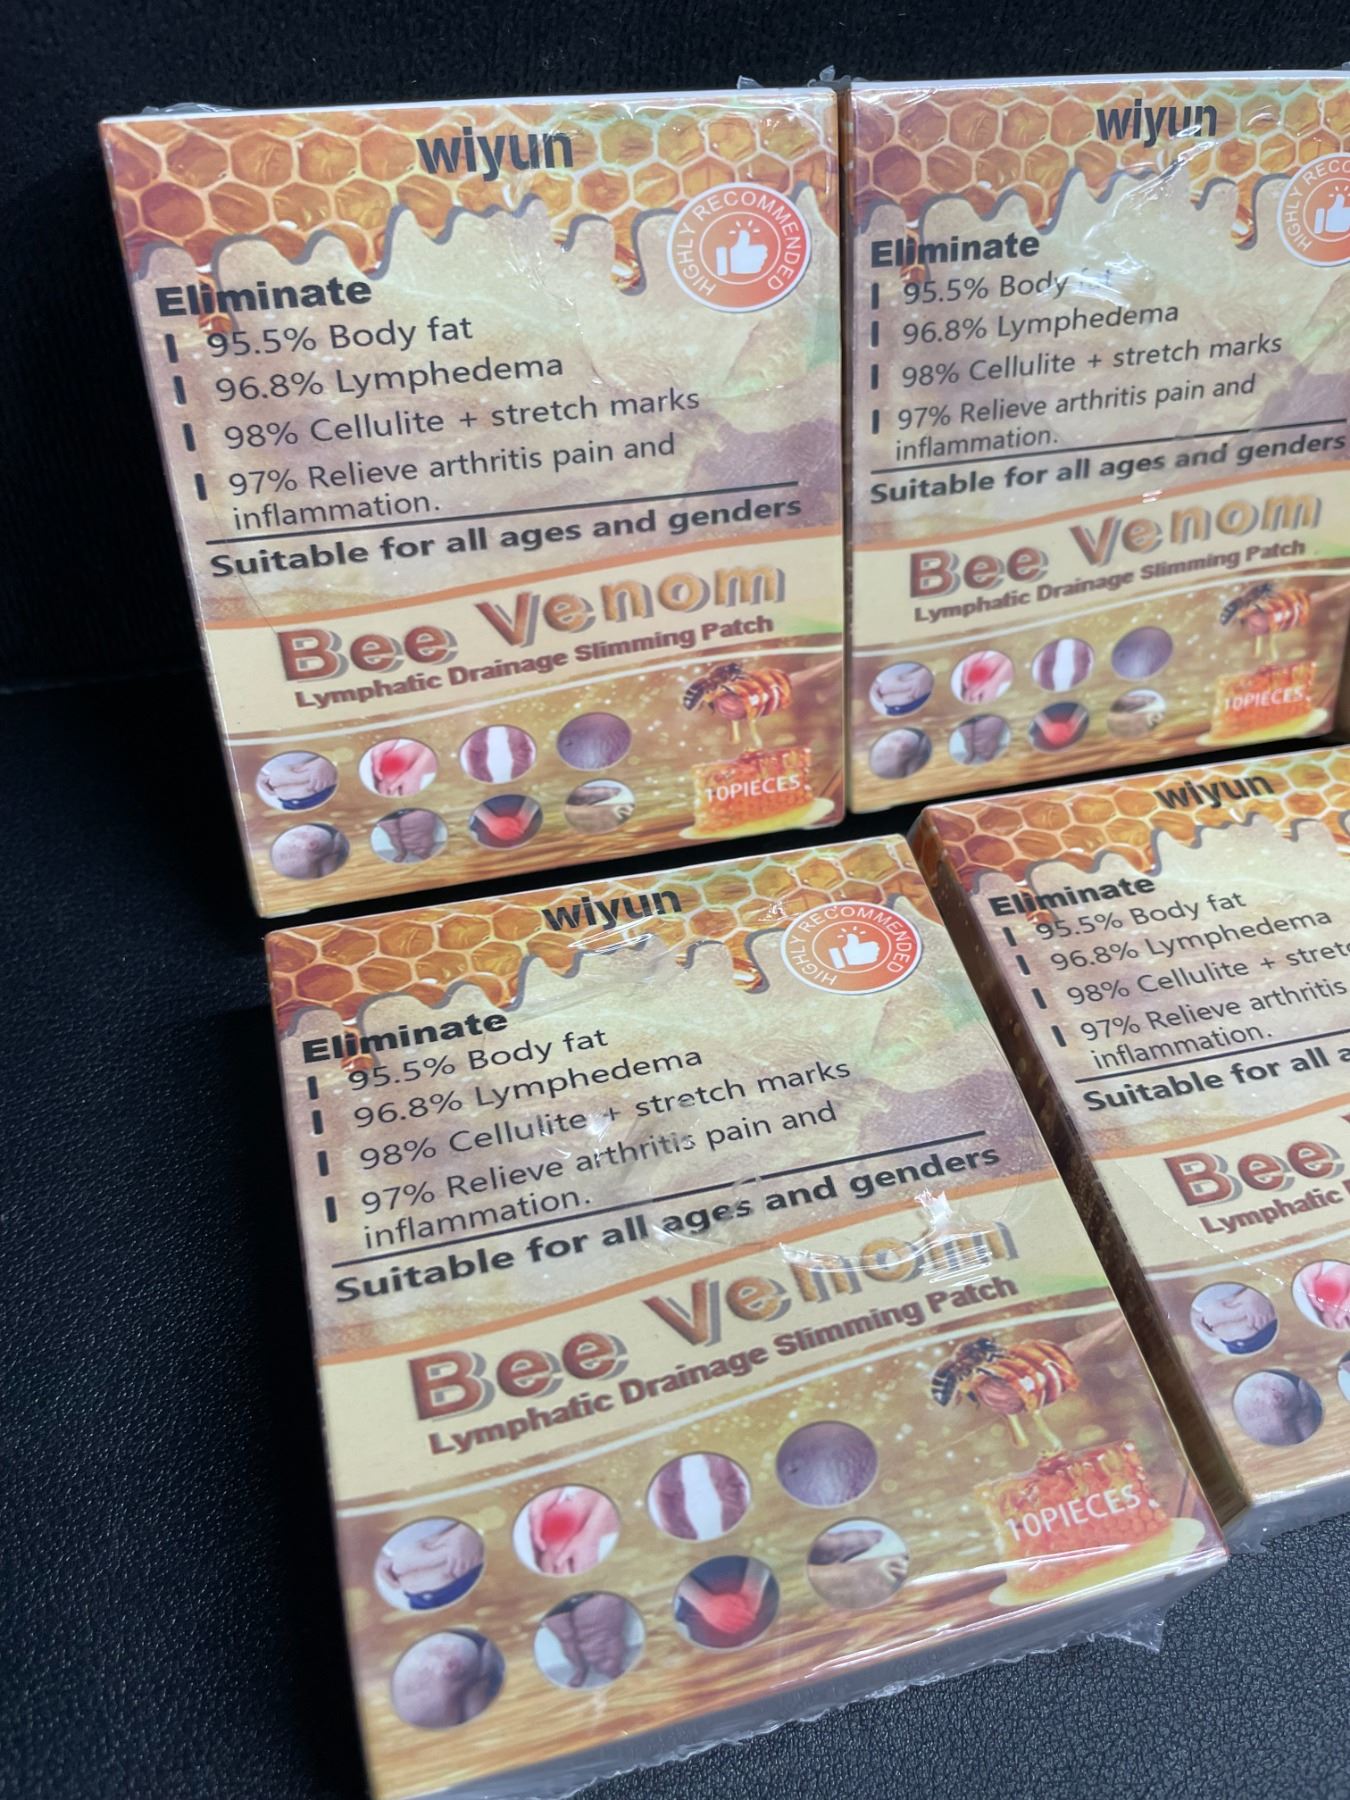 wiyun
HIGHLY RECOMMENDED
Eliminate
95.5% Body fat
96.8% Lymphedema
98% Cellulite + stretch marks
97% Relieve arthritis pain and
inflammation.
Suitable for all ages and genders
Bee Venom
Lymphatic Drainage Slimming Patch
10PIECES
wiyun
HIGHLY
Eliminate
95.5% Body fat
96.8% Lymphedema
98% Cellulite + stretch marks
97% Relieve arthritis pain and
inflammation.
Suitable for all ages and genders
Bee Venom
Lymphatic Drainage Slimming Patch
10PIECES
wiyun
HIGHLY RECOMMENDED
Eliminate
95.5% Body fat
96.8% Lymphedema
98% Cellulite + stretch marks
97% Relieve arthritis pain and
inflammation.
Suitable for all ages and genders
Bee Venom
Lymphatic Drainage Slimming Patch
10PIECES
wiyun
Eliminate
95.5% Body fat
96.8% Lymphedema
98% Cellulite +
97% Relieve arthritis
inflammation.
Suitable for all
Bee
Lymphatic